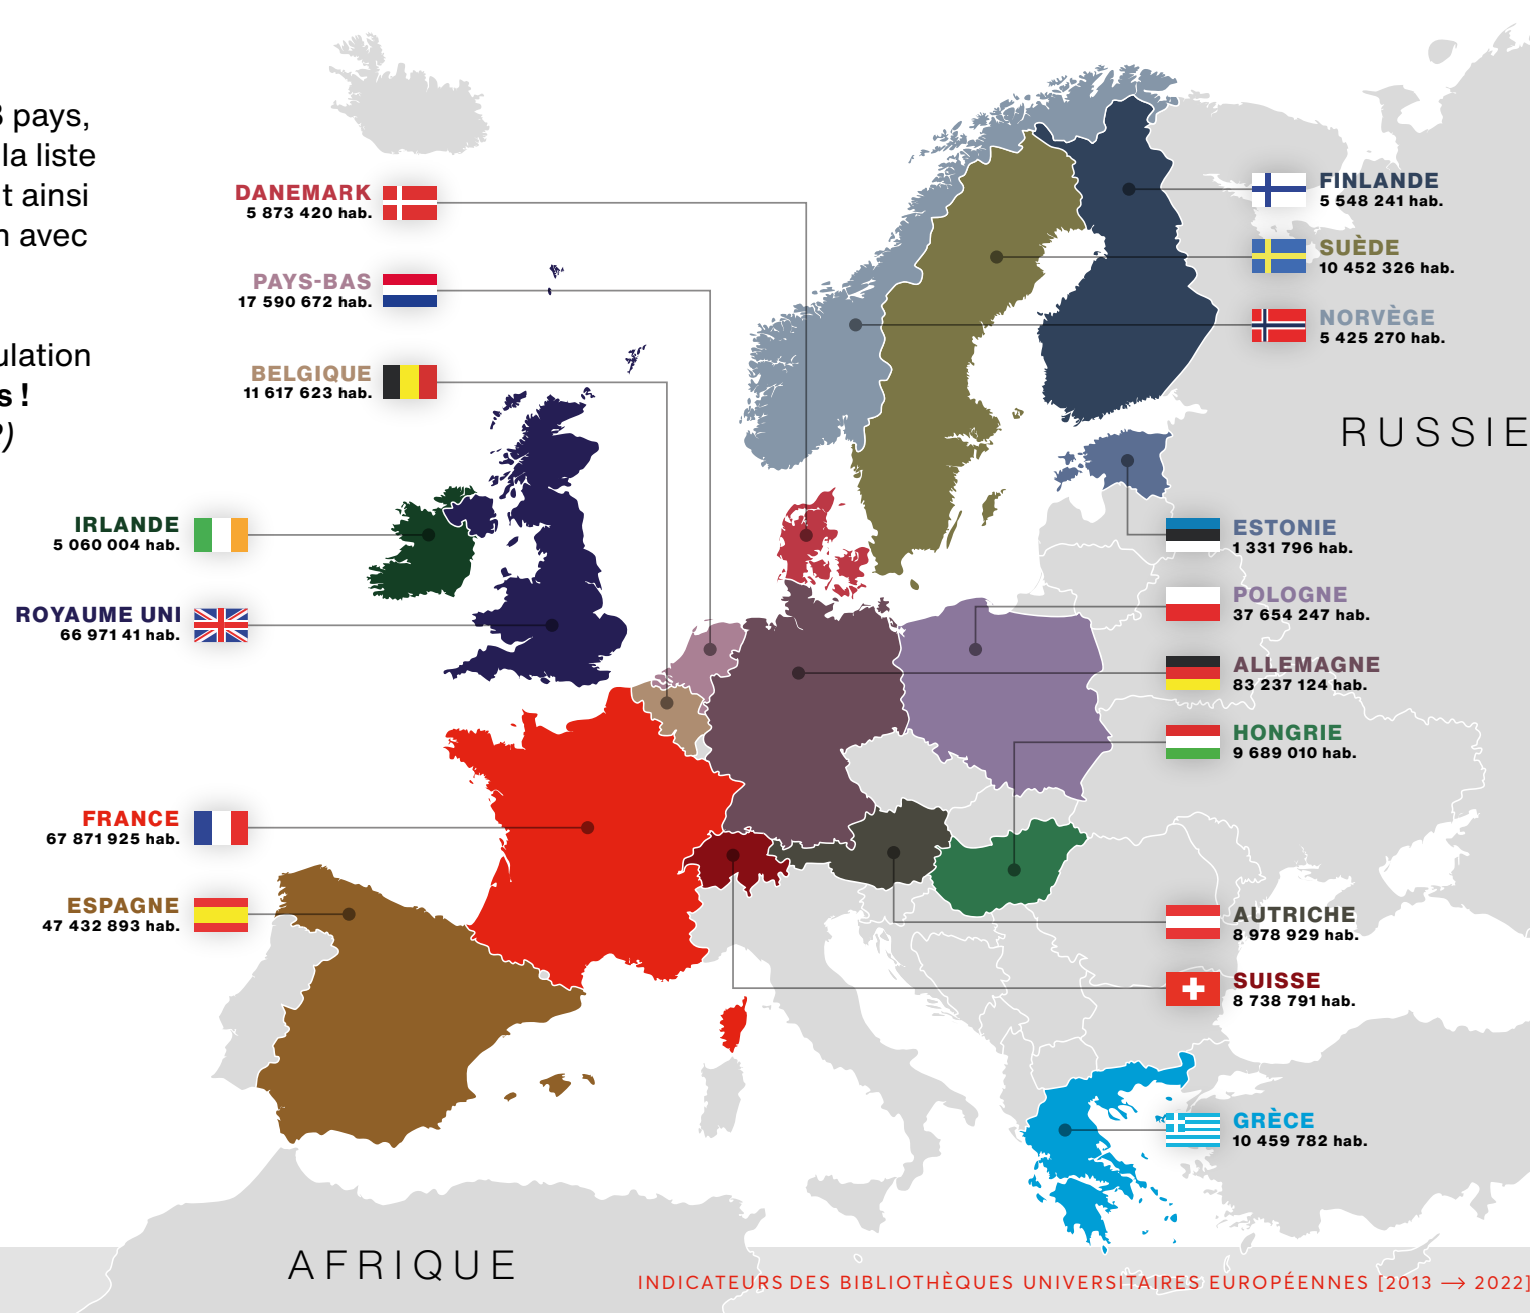 3 pays,
la liste
t ainsi
n avec
ulation
s !
?)
DANEMARK
5 873 420 hab.
PAYS-BAS
17 590 672 hab.
BELGIQUE
11 617 623 hab.
IRLANDE
5 060 004 hab.
ROYAUME UNI
66 971 41 hab.
FRANCE
67 871 925 hab.
ESPAGNE
47 432 893 hab.
FINLANDE
5 548 241 hab.
SUÈDE
10 452 326 hab.
NORVÈGE
5 425 270 hab.
RUSSIE
ESTONIE
1 331 796 hab.
POLOGNE
37 654 247 hab.
ALLEMAGNE
83 237 124 hab.
HONGRIE
9 689 010 hab.
AUTRICHE
8 978 929 hab.
SUISSE
8 738 791 hab.
GRÈCE
10 459 782 hab.
AFRIQUE
INDICATEURS DES BIBLIOTHÈQUES UNIVERSITAIRES EUROPÉENNES [2013 → 2022]